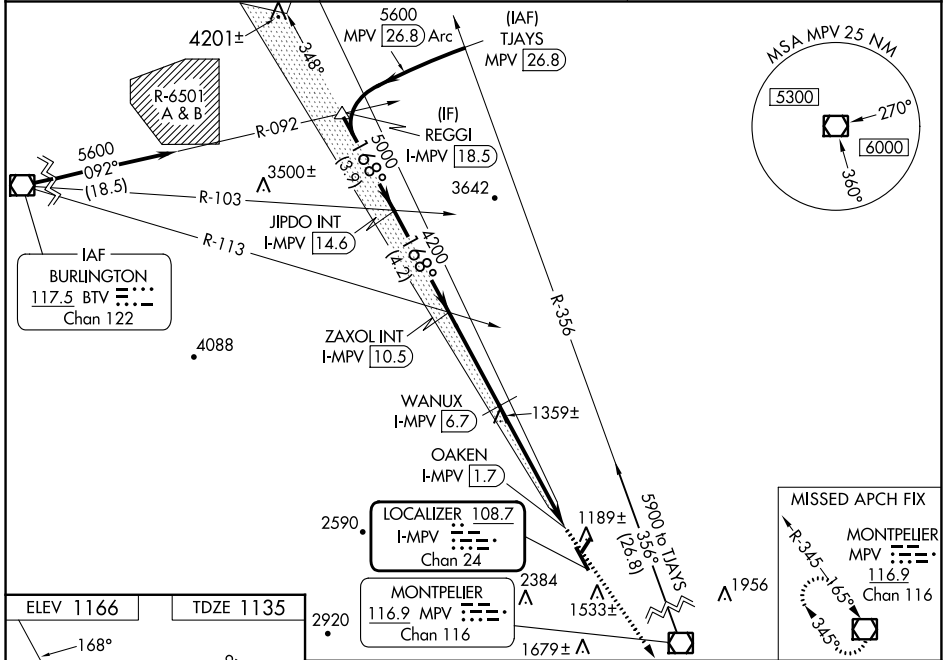 4201±
348°
5600
MPV 26.8 Arc
(IAF)
TJAYS
MPV 26.8
MSA MPV 25 NM
5300
270°
6000
360°
R-6501
A & B
R-092
5600
092°
(18.5)
(IF)
REGGI
I-MPV 18.5
5000
168°
(3.9)
3500±
3642
R-103
JIPDO INT
I-MPV 14.6
4200
168°
(4.2)
R-113
IAF
BURLINGTON
117.5 BTV
Chan 122
R-356
ZAXOL INT
I-MPV 10.5
4088
WANUX
I-MPV 6.7
1359±
OAKEN
I-MPV 1.7
LOCALIZER 108.7
I-MPV
Chan 24
2590
1189±
5900 to TJAYS
356°
(26.8)
MISSED APCH FIX
MONTPELIER
MPV
116.9
Chan 116
R-345
165°
345°
MONTPELIER
116.9 MPV
Chan 116
2384
1533±
1956
2920
1679±
ELEV 1166
TDZE 1135
168°